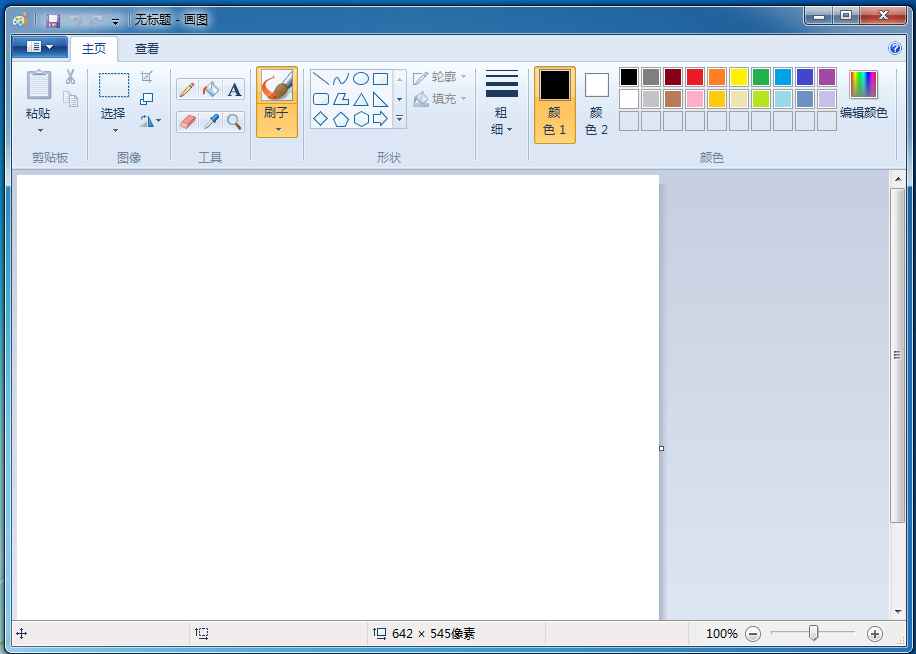 无标题 - 画图
主页 查看
粘贴
剪贴板
选择
图像
A
工具
刷子
轮廓
填充
形状
粗
细
颜
色 1
颜
色 2
编辑颜色
颜色
642 × 545像素
100%